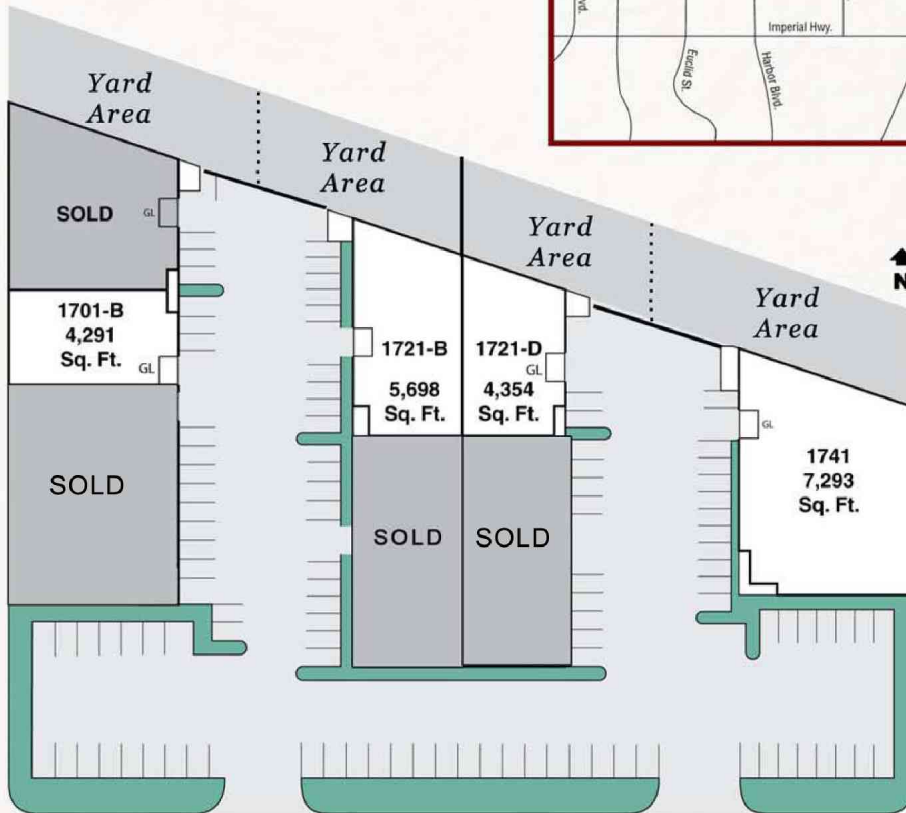 vd.
Imperial Hwy.
Euclid St.
Harbor Blvd.
Yard
Area
Yard
Area
Yard
Area
Yard
Area
N
SOLD
GL
1701-B
4,291
Sq. Ft.
GL
SOLD
1721-B
5,698
Sq. Ft.
1721-D
GL
4,354
Sq. Ft.
SOLD
SOLD
GL
1741
7,293
Sq. Ft.